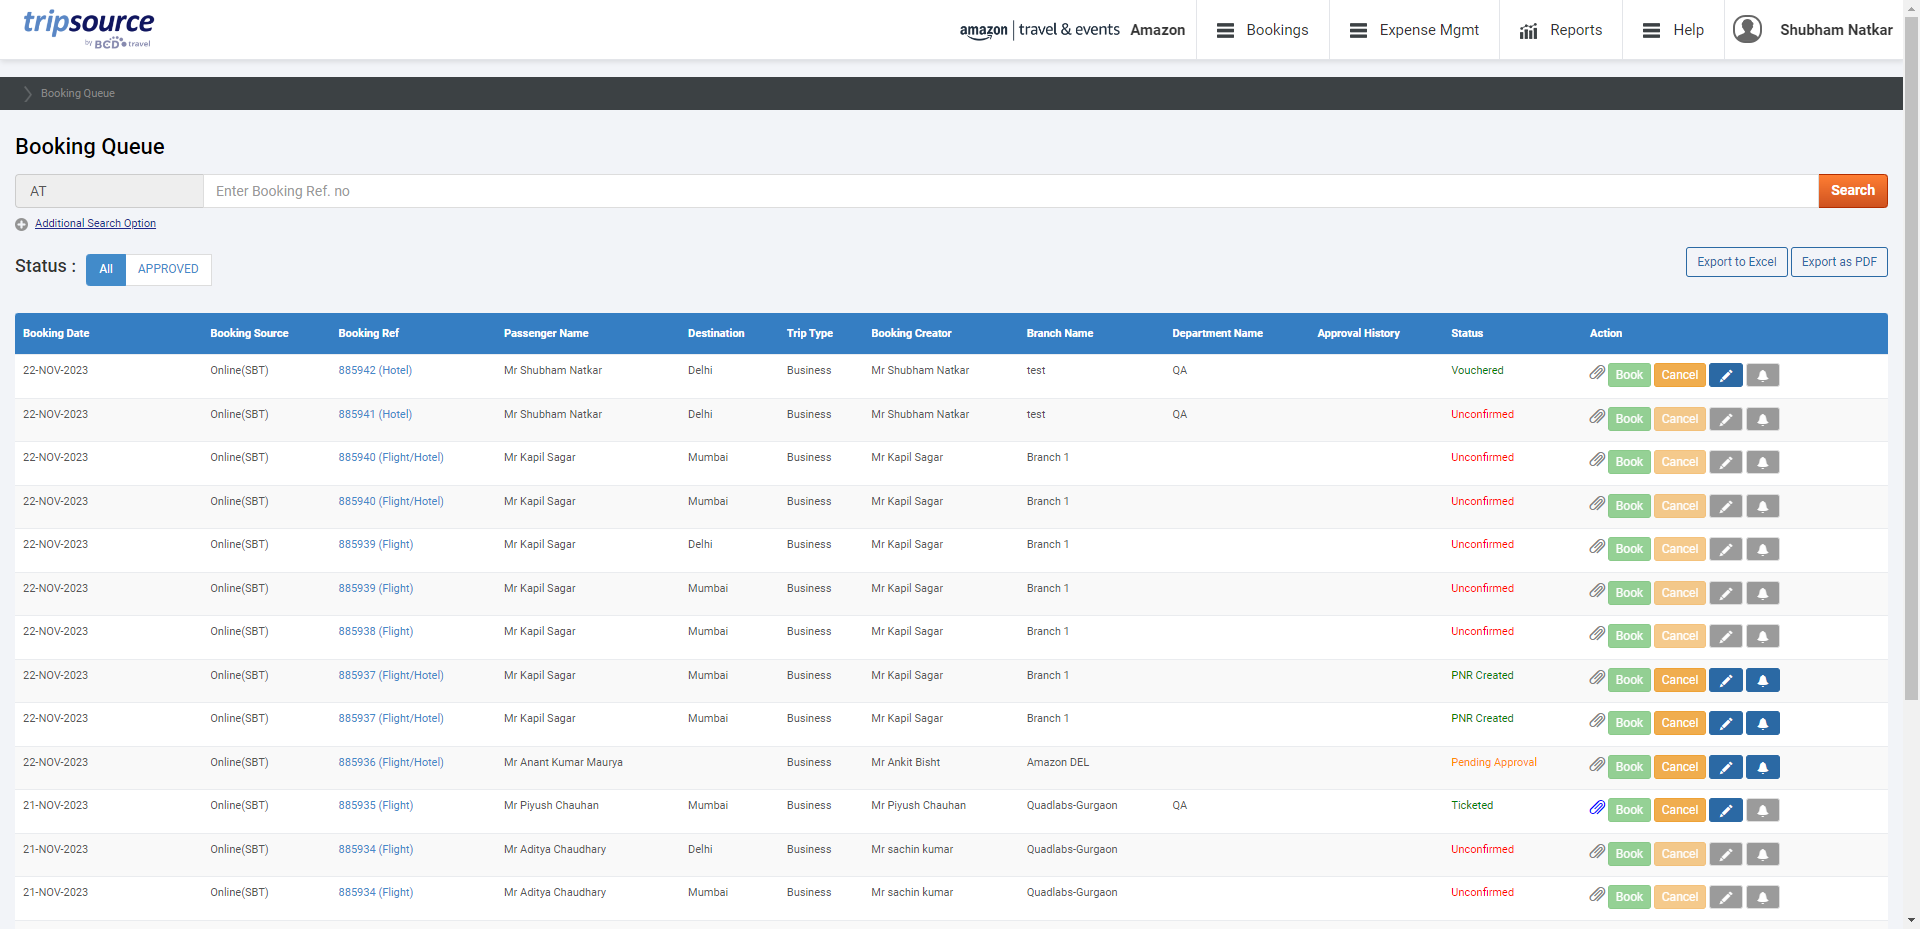 tripsource
by BCD travel
amazon | travel & events Amazon Bookings Expense Mgmt Reports Help Shubham Natkar
Booking Queue
Booking Queue
AT Enter Booking Ref. no Search
Additional Search Option
Status : All APPROVED Export to Excel Export as PDF
Booking Date Booking Source Booking Ref Passenger Name Destination Trip Type Booking Creator Branch Name Department Name Approval History Status Action
22-NOV-2023 Online(SBT) 885942 (Hotel) Mr Shubham Natkar Delhi Business Mr Shubham Natkar test QA Vouchered Book Cancel
22-NOV-2023 Online(SBT) 885941 (Hotel) Mr Shubham Natkar Delhi Business Mr Shubham Natkar test QA Unconfirmed Book Cancel
22-NOV-2023 Online(SBT) 885940 (Flight/Hotel) Mr Kapil Sagar Mumbai Business Mr Kapil Sagar Branch 1 Unconfirmed Book Cancel
22-NOV-2023 Online(SBT) 885940 (Flight/Hotel) Mr Kapil Sagar Mumbai Business Mr Kapil Sagar Branch 1 Unconfirmed Book Cancel
22-NOV-2023 Online(SBT) 885939 (Flight) Mr Kapil Sagar Delhi Business Mr Kapil Sagar Branch 1 Unconfirmed Book Cancel
22-NOV-2023 Online(SBT) 885939 (Flight) Mr Kapil Sagar Mumbai Business Mr Kapil Sagar Branch 1 Unconfirmed Book Cancel
22-NOV-2023 Online(SBT) 885938 (Flight) Mr Kapil Sagar Mumbai Business Mr Kapil Sagar Branch 1 Unconfirmed Book Cancel
22-NOV-2023 Online(SBT) 885937 (Flight/Hotel) Mr Kapil Sagar Mumbai Business Mr Kapil Sagar Branch 1 PNR Created Book Cancel
22-NOV-2023 Online(SBT) 885937 (Flight/Hotel) Mr Kapil Sagar Mumbai Business Mr Kapil Sagar Branch 1 PNR Created Book Cancel
22-NOV-2023 Online(SBT) 885936 (Flight/Hotel) Mr Anant Kumar Maurya Business Mr Ankit Bisht Amazon DEL Pending Approval Book Cancel
21-NOV-2023 Online(SBT) 885935 (Flight) Mr Piyush Chauhan Mumbai Business Mr Piyush Chauhan Quadlabs-Gurgaon QA Ticketed Book Cancel
21-NOV-2023 Online(SBT) 885934 (Flight) Mr Aditya Chaudhary Delhi Business Mr sachin kumar Quadlabs-Gurgaon Unconfirmed Book Cancel
21-NOV-2023 Online(SBT) 885934 (Flight) Mr Aditya Chaudhary Mumbai Business Mr sachin kumar Quadlabs-Gurgaon Unconfirmed Book Cancel